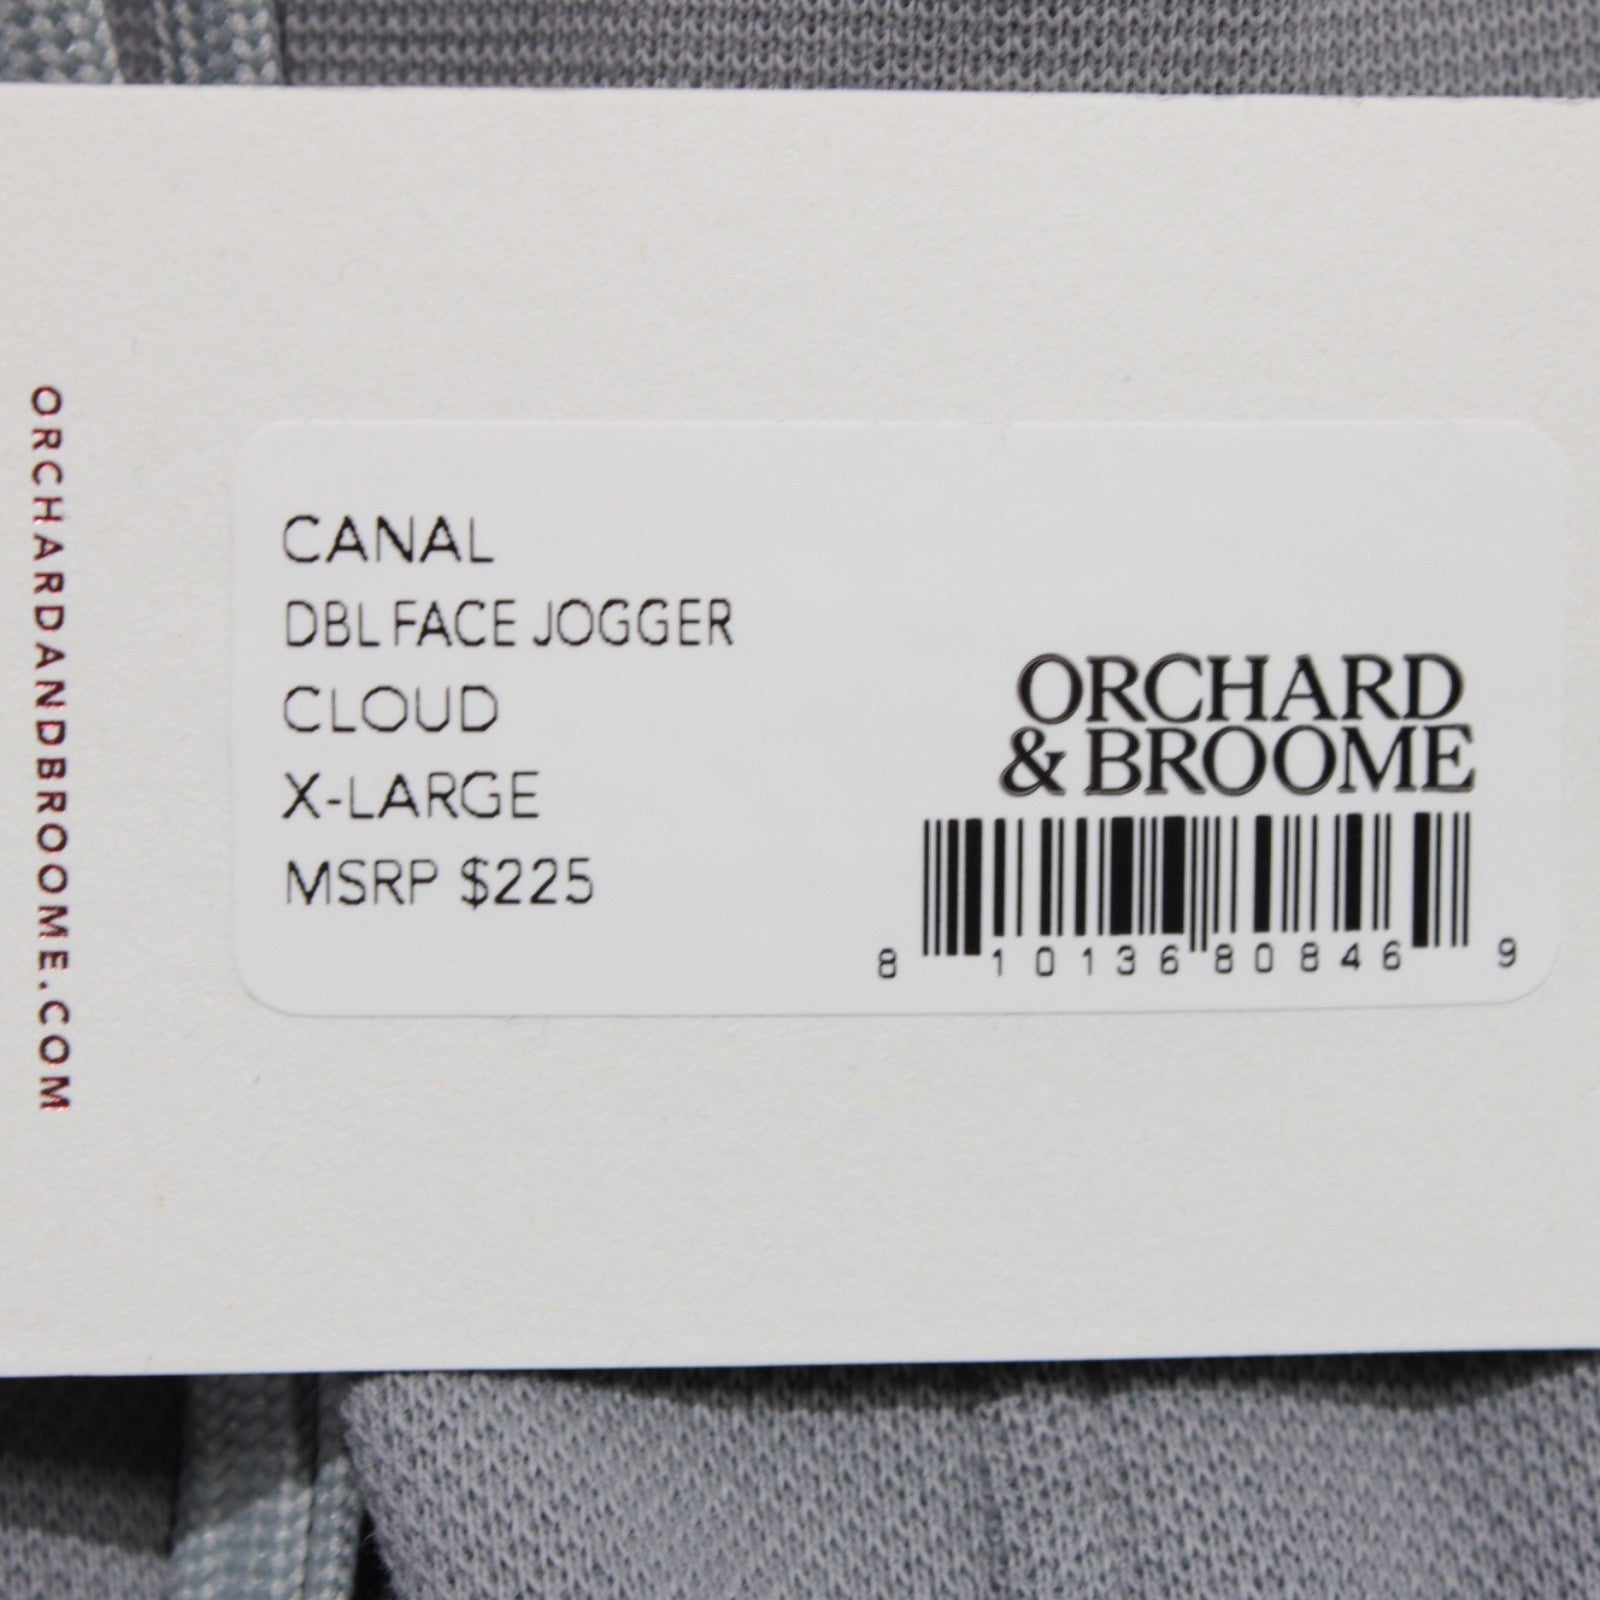 ORCHARDANDBROOME.COM
CANAL
DBL FACE JOGGER
CLOUD
X-LARGE
MSRP $225
ORCHARD
& BROOME
8 10136 80846 9